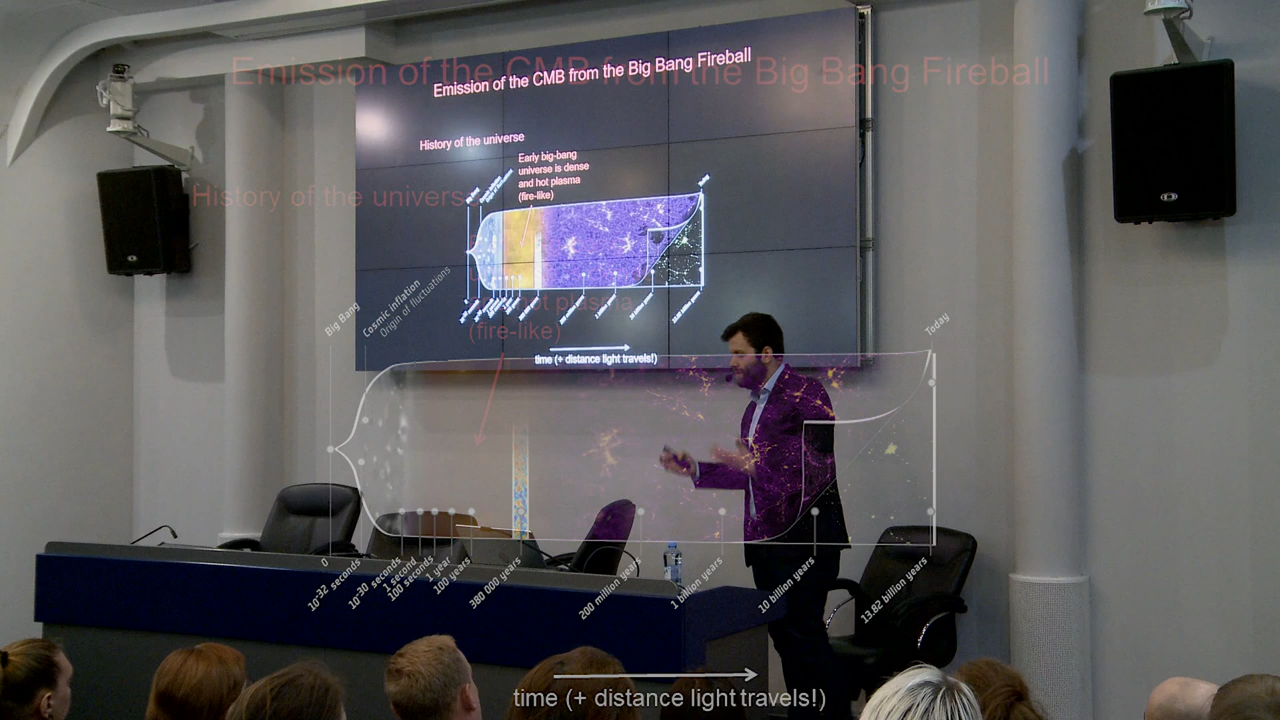 Emission of the CMB from the Big Bang Fireball
Emission of the CMB from the Big Bang Fireball
History of the universe
Early big-bang
universe is dense
and hot plasma
(fire-like)
History of the universe
hot plasma
(fire-like)
Big Bang
Cosmic inflation
Origin of fluctuations
Today
time (+ distance light travels!)
0
10-32 seconds
10-30 seconds
1 second
100 seconds
1 year
100 years
380 000 years
200 million years
1 billion years
10 billion years
13.82 billion years
time (+ distance light travels!)